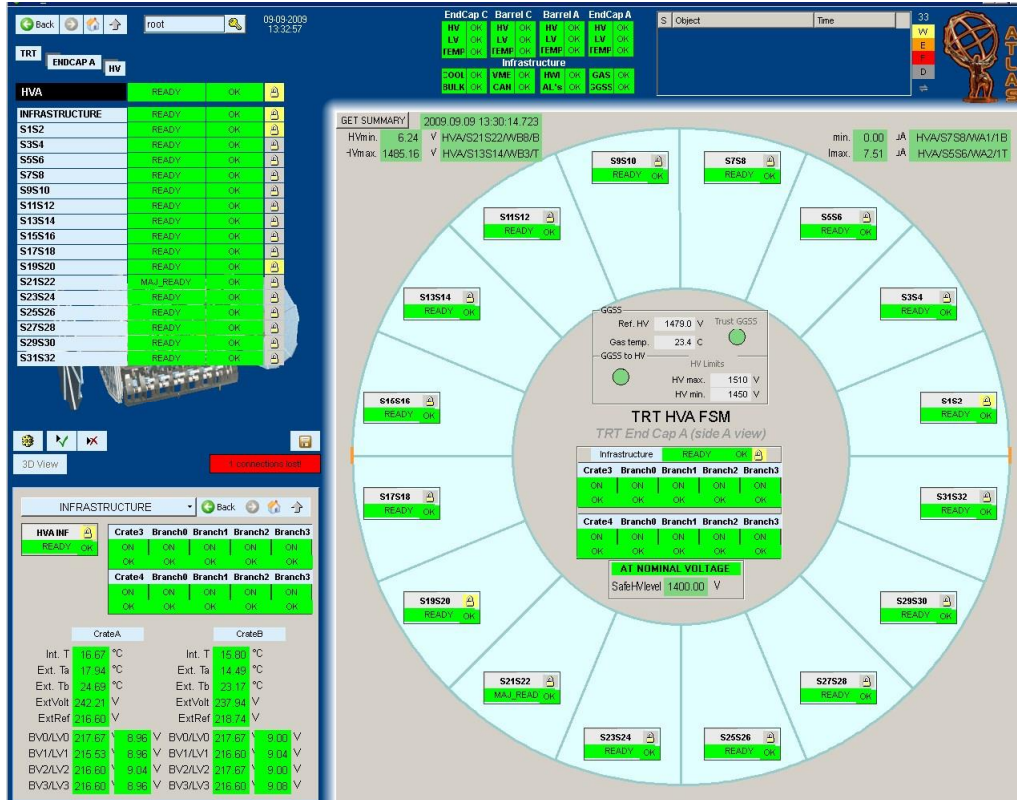 Back
root
09-09-2009
13:32:57
EndCap C Barrel C Barrel A EndCap A
HV OK HV OK HV OK HV OK
LV OK LV OK LV OK LV OK
TEMP OK TEMP OK TEMP OK TEMP OK
Infrastructure
COOL OK VME OK HWI OK GAS OK
BULK OK CAN OK AL's OK GGSS OK
S Object Time
33
W
E
F
D
ATLAS
TRT
ENDCAP A
HV
HVA READY OK
INFRASTRUCTURE READY OK
S1S2 READY OK
S3S4 READY OK
S5S6 READY OK
S7S8 READY OK
S9S10 READY OK
S11S12 READY OK
S13S14 READY OK
S15S16 READY OK
S17S18 READY OK
S19S20 READY OK
S21S22 MAJ_READY OK
S23S24 READY OK
S25S26 READY OK
S27S28 READY OK
S29S30 READY OK
S31S32 READY OK
3D View
1 connections lost!
INFRASTRUCTURE Back
HVA INF
READY OK
Crate3 Branch0 Branch1 Branch2 Branch3
ON ON ON ON ON
OK OK OK OK OK
Crate4 Branch0 Branch1 Branch2 Branch3
ON ON ON ON ON
OK OK OK OK OK
CrateA CrateB
Int. T 16.67 °C Int. T 15.80 °C
Ext. Ta 17.94 °C Ext. Ta 14.49 °C
Ext. Tb 24.69 °C Ext. Tb 23.17 °C
ExtVolt 242.21 V ExtVolt 237.94 V
ExtRef 216.60 V ExtRef 218.74 V
BV0/LV0 217.67 V 8.96 V BV0/LV0 217.67 V 9.00 V
BV1/LV1 215.53 V 8.96 V BV1/LV1 216.60 V 9.04 V
BV2/LV2 216.60 V 9.04 V BV2/LV2 217.67 V 9.00 V
BV3/LV3 216.60 V 8.96 V BV3/LV3 216.60 V 9.08 V
GET SUMMARY 2009.09.09 13:30:14.723
HVmin. 6.24 V HVA/S21S22/WB8/B
HVmax. 1485.16 V HVA/S13S14/WB3/T
min. 0.00 uA HVA/S7S8/WA1/1B
Imax. 7.51 uA HVA/S5S6/WA2/1T
S9S10
READY OK
S7S8
READY OK
S11S12
READY OK
S5S6
READY OK
S13S14
READY OK
S3S4
READY OK
GGSS
Ref. HV 1479.0 V Trust GGSS
Gas temp. 23.4 C
GGSS to HV
HV Limits
HV max. 1510 V
HV min. 1450 V
S15S16
READY OK
S1S2
READY OK
TRT HVA FSM
TRT End Cap A (side A view)
Infrastructure READY OK
Crate3 Branch0 Branch1 Branch2 Branch3
ON ON ON ON ON
OK OK OK OK OK
Crate4 Branch0 Branch1 Branch2 Branch3
ON ON ON ON ON
OK OK OK OK OK
AT NOMINAL VOLTAGE
SafeHVlevel 1400.00 V
S17S18
READY OK
S31S32
READY OK
S19S20
READY OK
S29S30
READY OK
S21S22
MAJ_READ OK
S27S28
READY OK
S23S24
READY OK
S25S26
READY OK